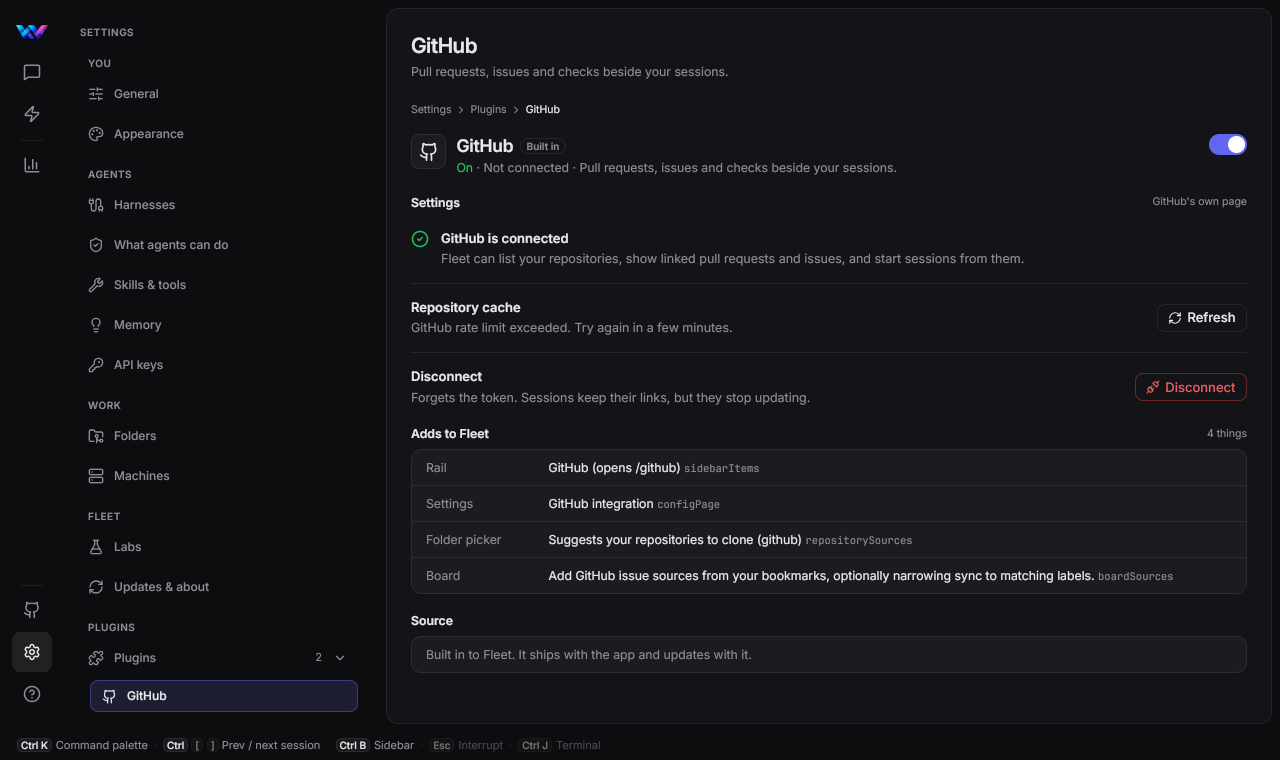 SETTINGS
YOU
General
Appearance
AGENTS
Harnesses
What agents can do
Skills & tools
Memory
API keys
WORK
Folders
Machines
FLEET
Labs
Updates & about
PLUGINS
Plugins 2
GitHub
GitHub
Pull requests, issues and checks beside your sessions.
Settings > Plugins > GitHub
GitHub Built in
On · Not connected · Pull requests, issues and checks beside your sessions.
Settings GitHub's own page
GitHub is connected
Fleet can list your repositories, show linked pull requests and issues, and start sessions from them.
Repository cache
GitHub rate limit exceeded. Try again in a few minutes.
Refresh
Disconnect
Forgets the token. Sessions keep their links, but they stop updating.
Disconnect
Adds to Fleet 4 things
Rail GitHub (opens /github) sidebarItems
Settings GitHub integration configPage
Folder picker Suggests your repositories to clone (github) repositorySources
Board Add GitHub issue sources from your bookmarks, optionally narrowing sync to matching labels. boardSources
Source
Built in to Fleet. It ships with the app and updates with it.
Ctrl K Command palette · Ctrl [ ] Prev / next session · Ctrl B Sidebar · Esc Interrupt · Ctrl J Terminal